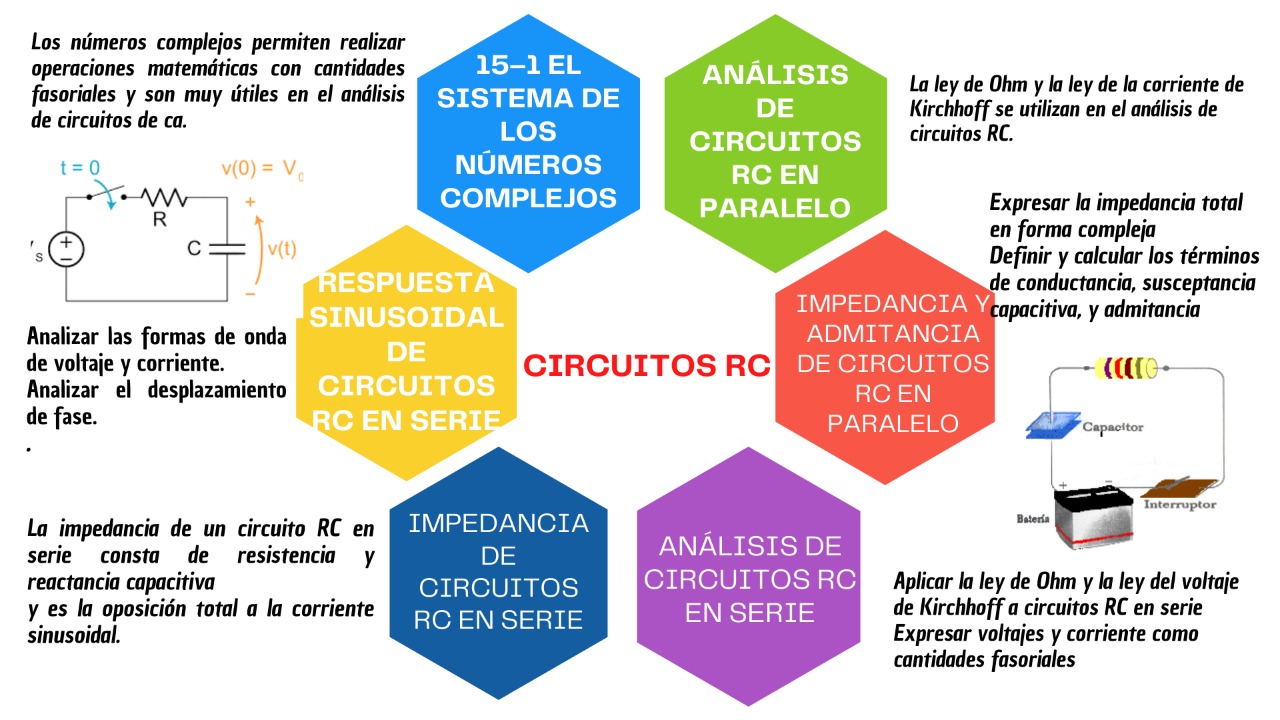 Los números complejos permiten realizar
operaciones matemáticas con cantidades
fasoriales y son muy útiles en el análisis
de circuitos de ca.
15-1 EL
SISTEMA DE
LOS
NÚMEROS
COMPLEJOS
ANÁLISIS
DE
CIRCUITOS
RC EN
PARALELO
La ley de Ohm y la ley de la corriente de
Kirchhoff se utilizan en el análisis de
circuitos RC.
t = 0
v(0) = V
R
+
C
v(t)
−
s
+
−
RESPUESTA
SINUSOIDAL
DE
CIRCUITOS
RC EN SERIE
CIRCUITOS RC
IMPEDANCIA Y
ADMITANCIA
DE CIRCUITOS
RC EN
PARALELO
Expresar la impedancia total
en forma compleja
Definir y calcular los términos
de conductancia, susceptancia
capacitiva, y admitancia
Analizar las formas de onda
de voltaje y corriente.
Analizar el desplazamiento
de fase.
.
Capacitor
+
−
Batería
Interruptor
La impedancia de un circuito RC en
serie consta de resistencia y
reactancia capacitiva
y es la oposición total a la corriente
sinusoidal.
IMPEDANCIA
DE
CIRCUITOS
RC EN SERIE
ANÁLISIS DE
CIRCUITOS RC
EN SERIE
Aplicar la ley de Ohm y la ley del voltaje
de Kirchhoff a circuitos RC en serie
Expresar voltajes y corriente como
cantidades fasoriales